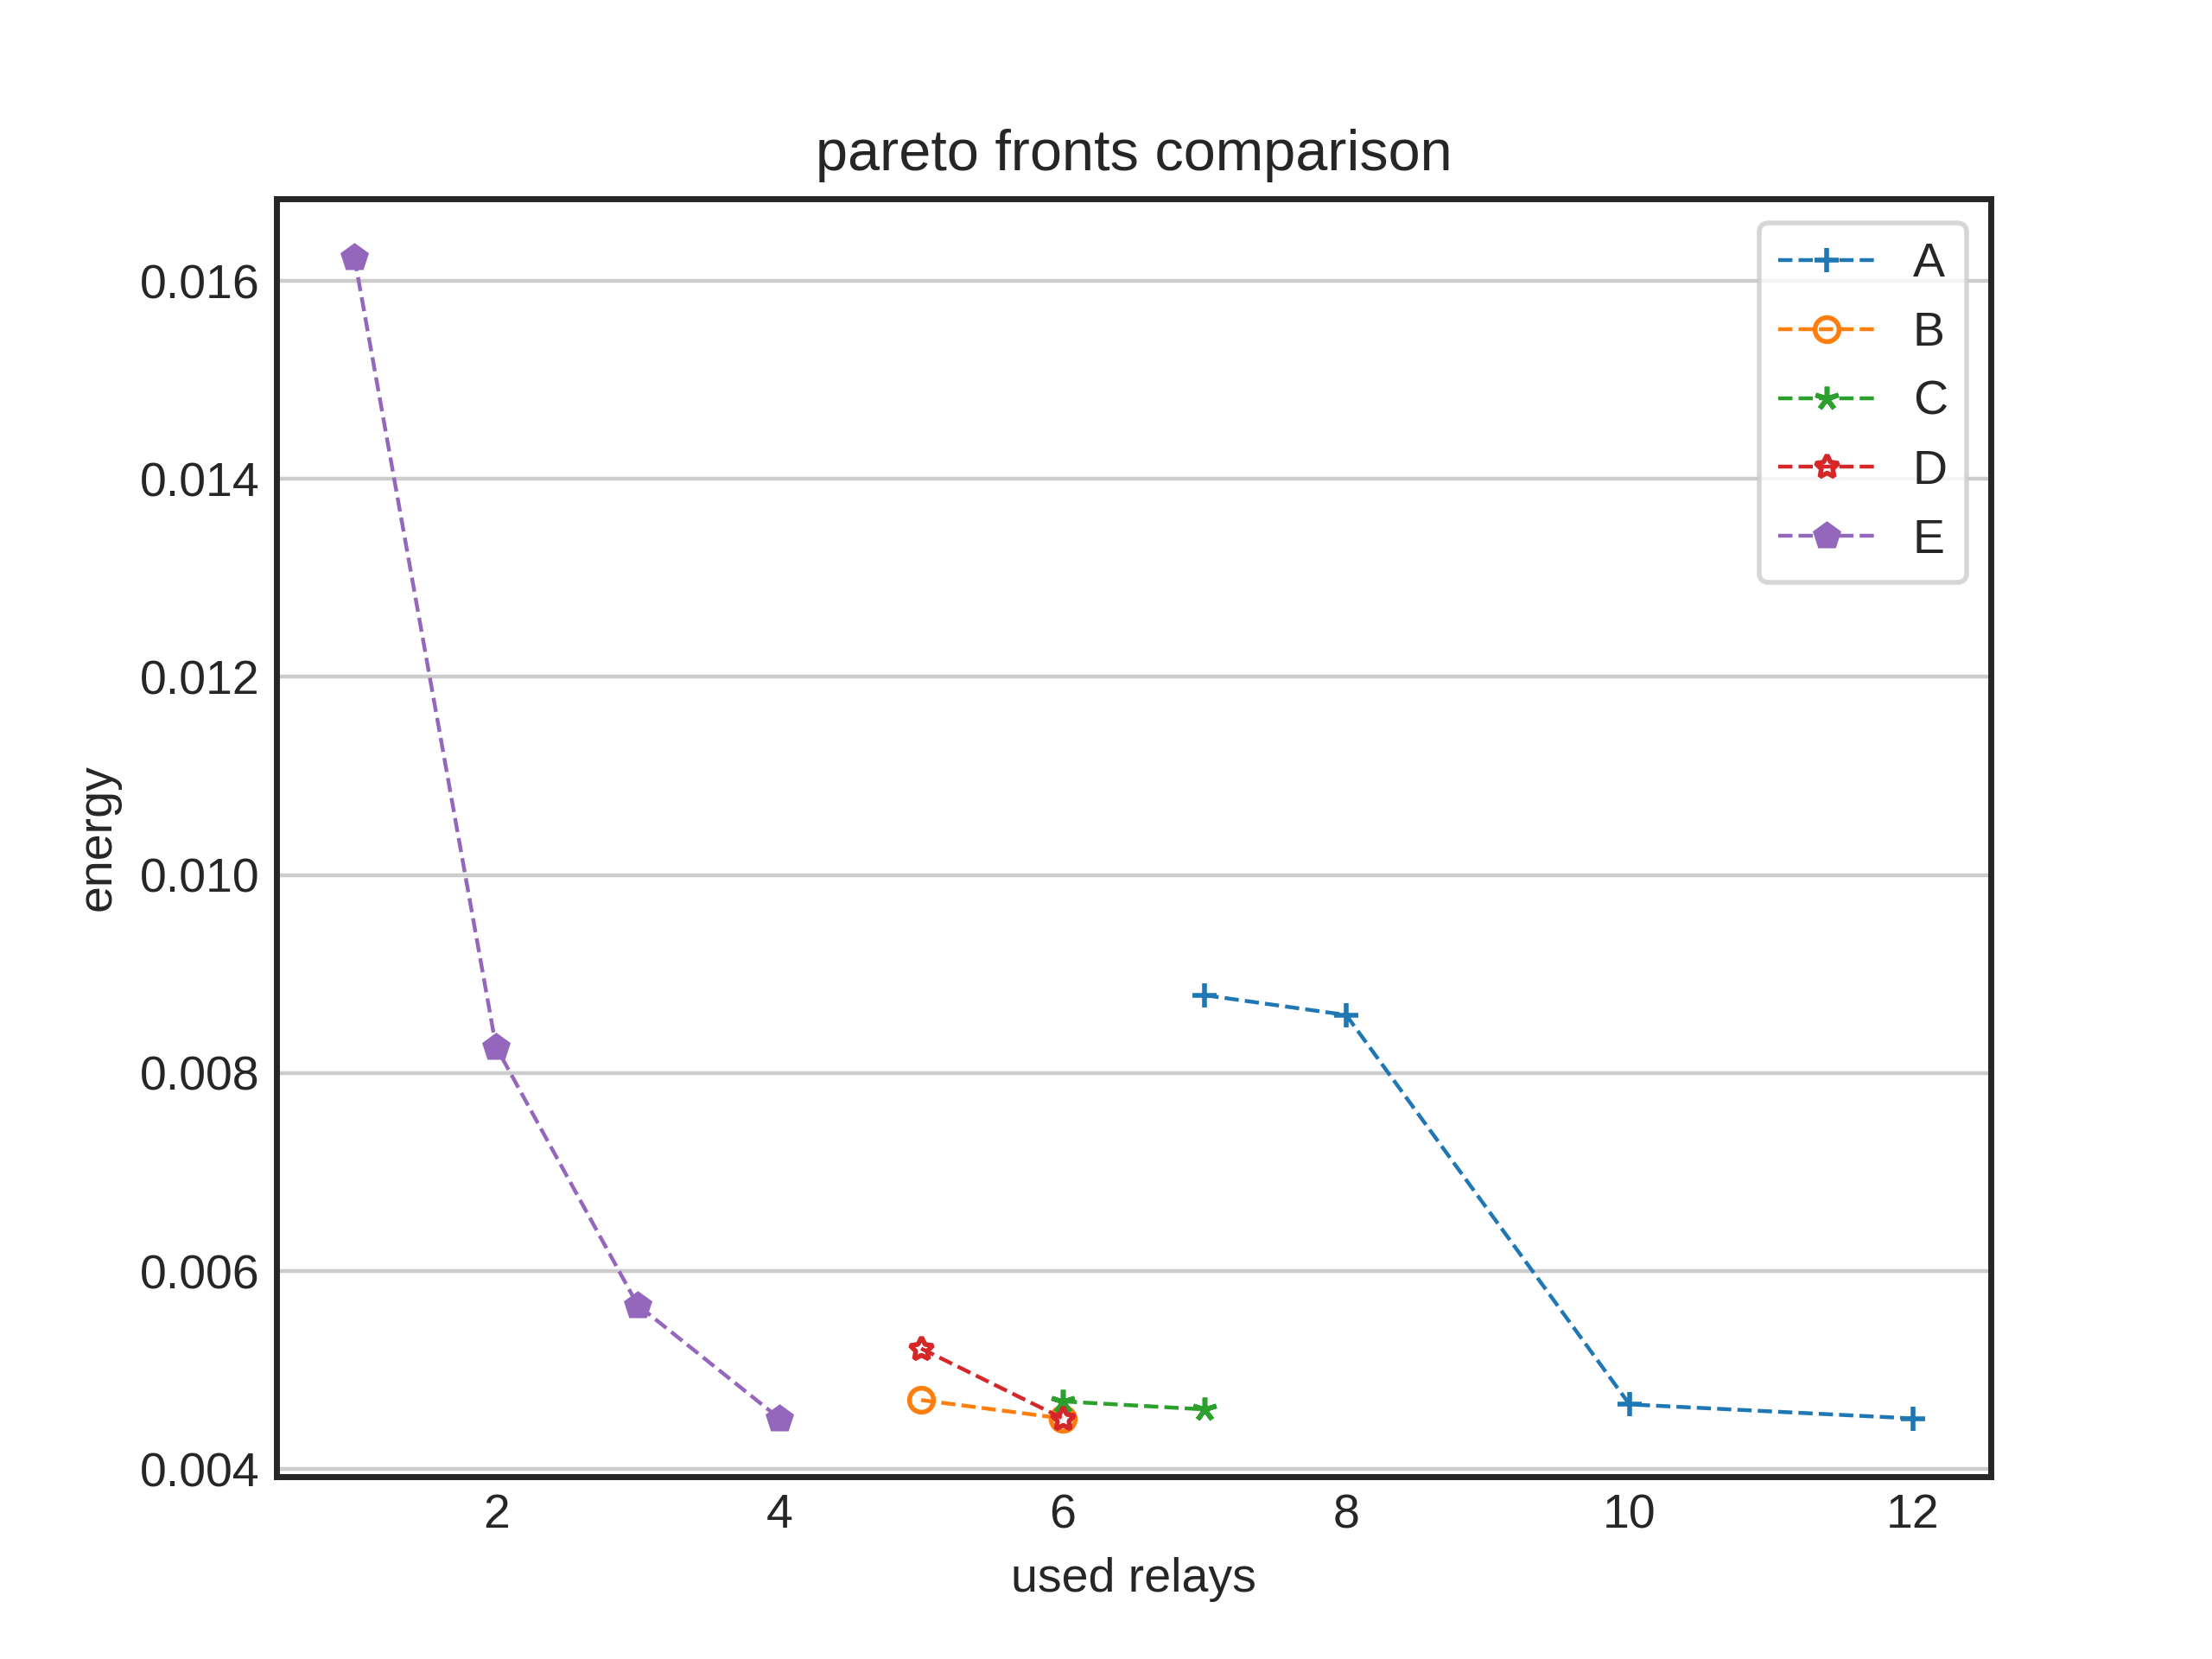 pareto fronts comparison
0.016
0.014
0.012
0.010
0.008
0.006
0.004
energy
2 4 6 8 10 12
used relays
A
B
C
D
E